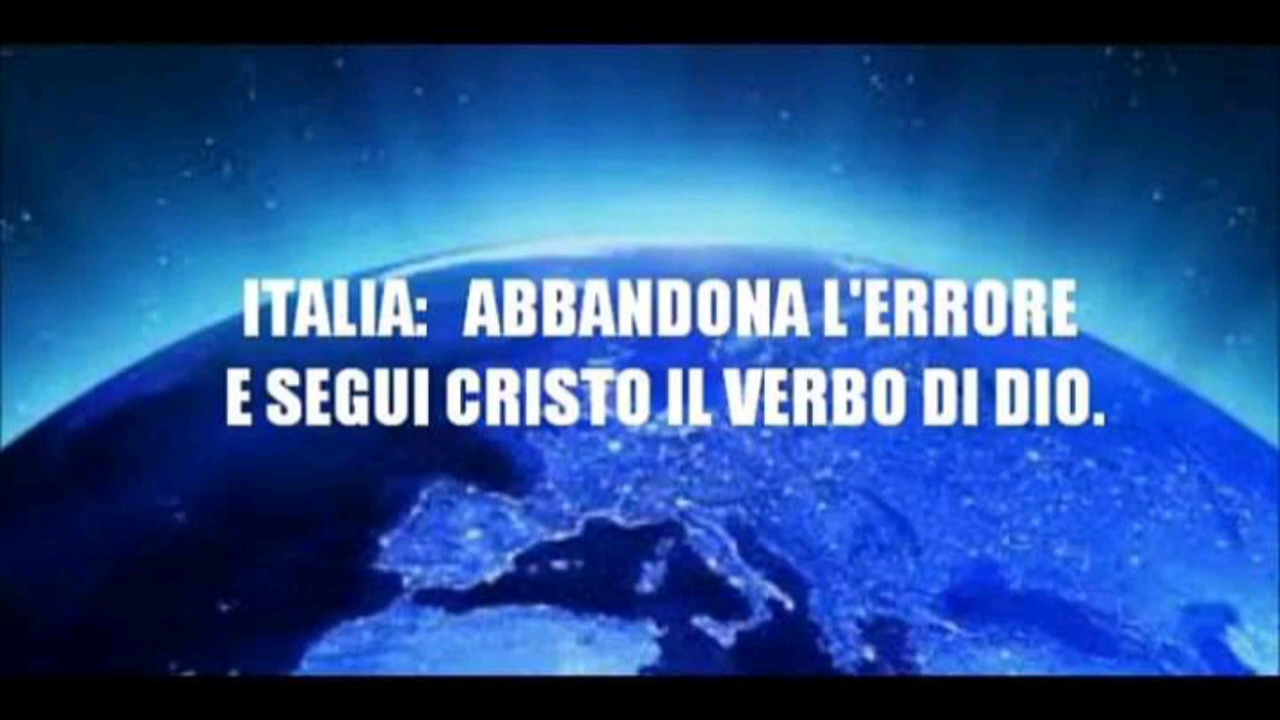 ITALIA: ABBANDONA L'ERRORE
E SEGUI CRISTO IL VERBO DI DIO.